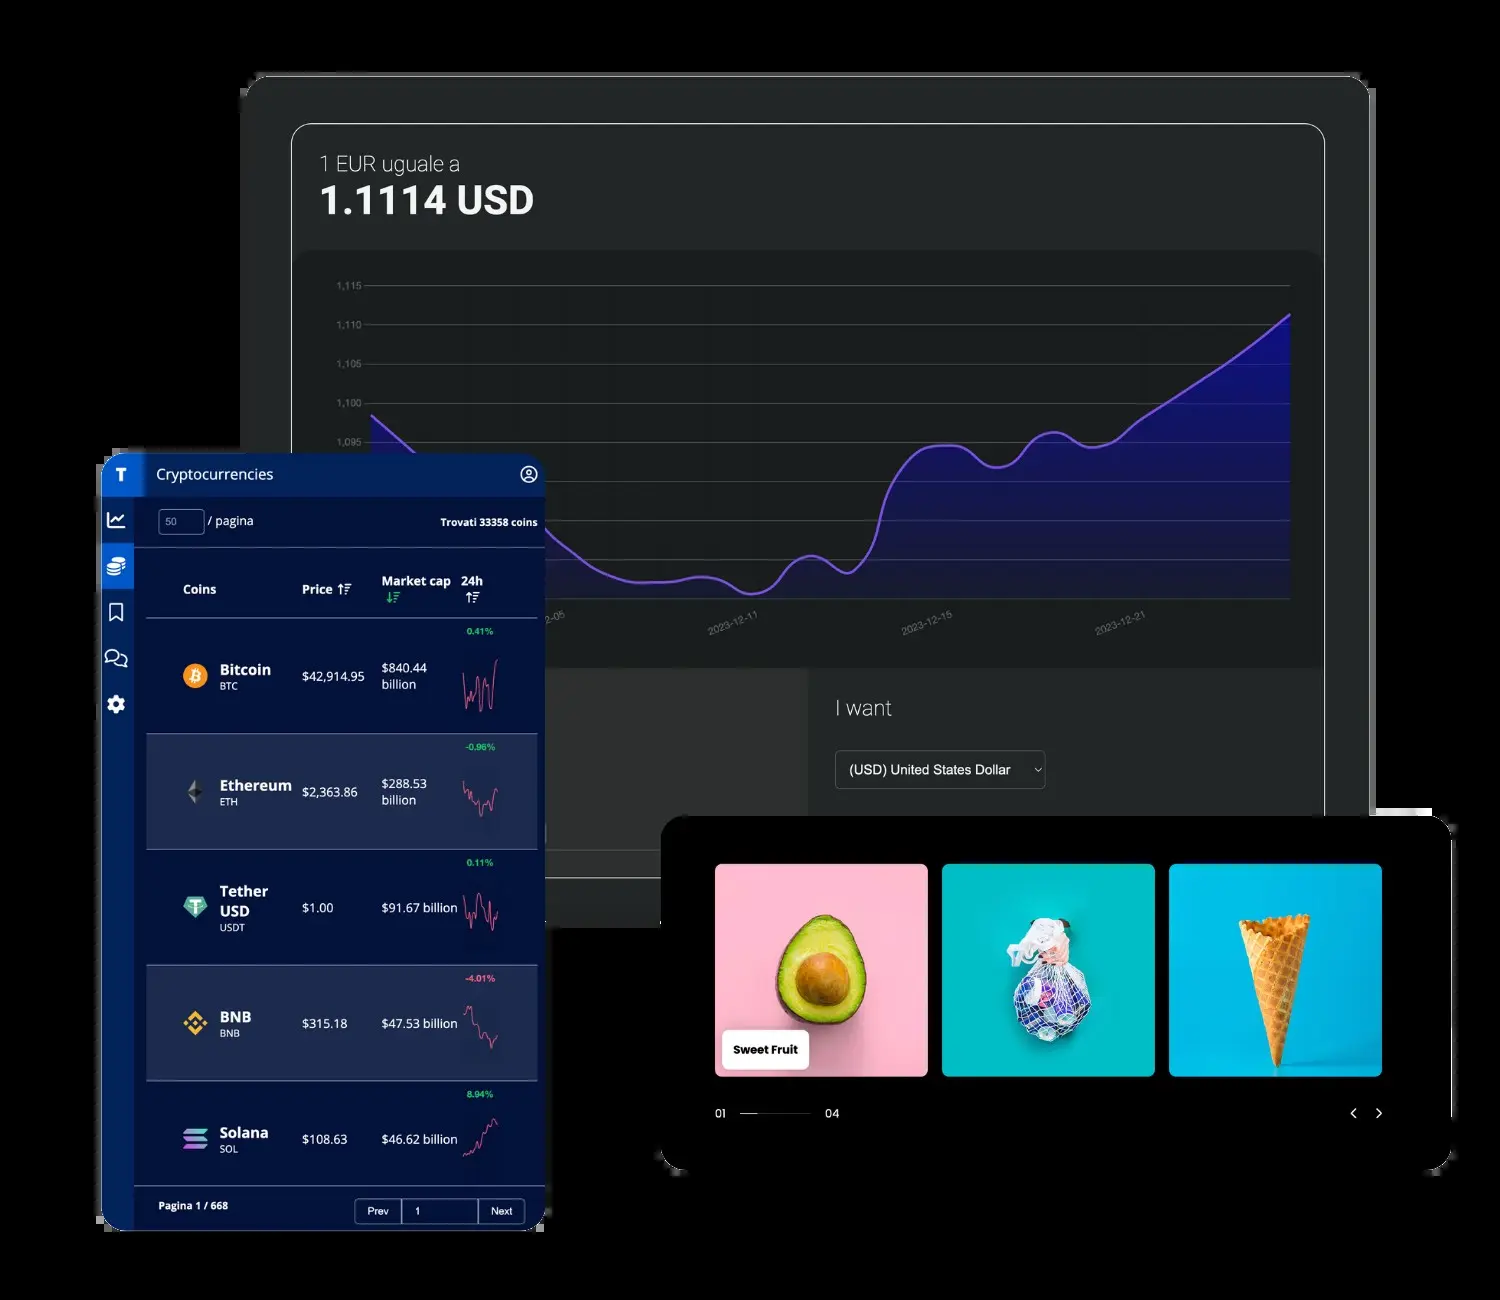 1 EUR uguale a
1.1114 USD
1,115
1,110
1,105
1,100
1,095
2-05
2023-12-11
2023-12-15
2023-12-21
I want
(USD) United States Dollar
T
Cryptocurrencies
50 / pagina
Trovati 33358 coins
Coins Price Market cap 24h
0.41%
Bitcoin
BTC
$42,914.95
$840.44
billion
-0.96%
Ethereum
ETH
$2,363.86
$288.53
billion
0.11%
Tether
USD
USDT
$1.00
$91.67 billion
-4.01%
BNB
BNB
$315.18
$47.53 billion
8.94%
Solana
SOL
$108.63
$46.62 billion
Pagina 1 / 668
Prev 1 Next
Sweet Fruit
01 04